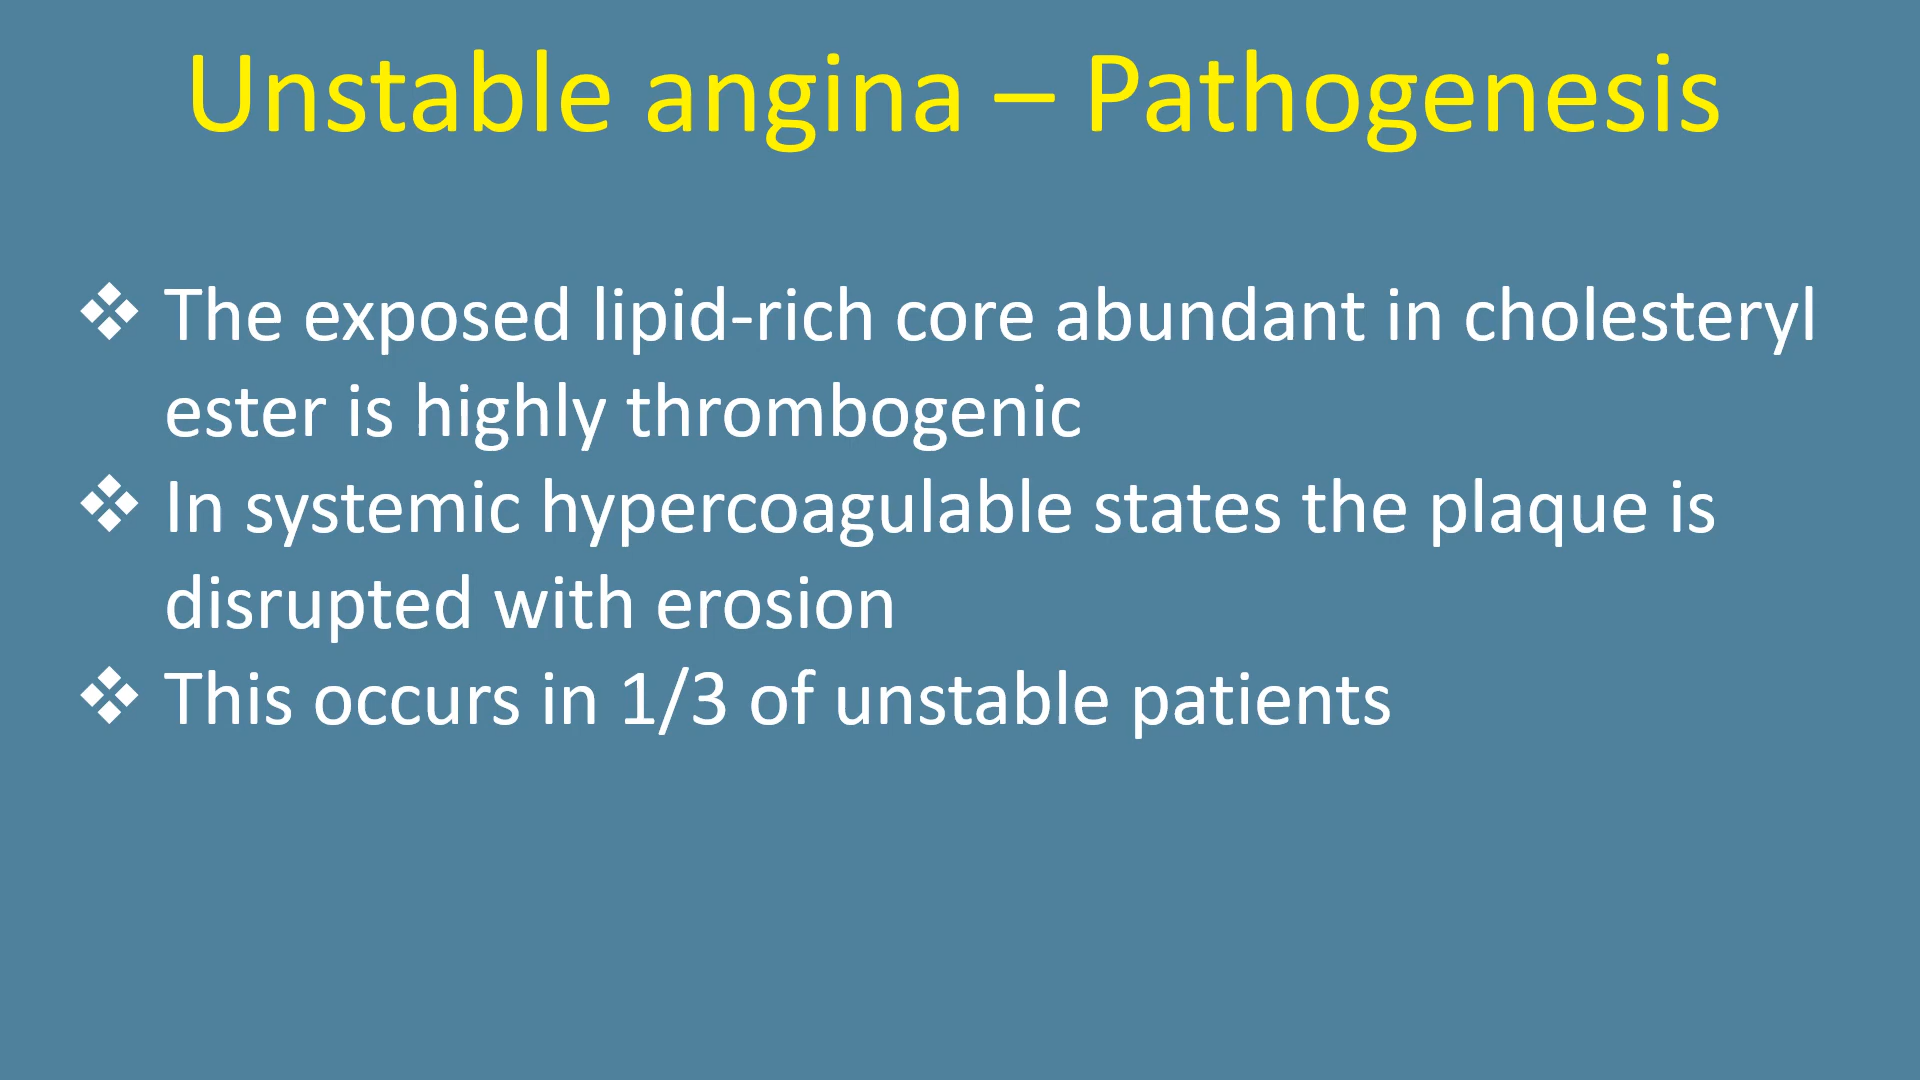 Unstable angina – Pathogenesis
❖ The exposed lipid-rich core abundant in cholesteryl
ester is highly thrombogenic
❖ In systemic hypercoagulable states the plaque is
disrupted with erosion
❖ This occurs in 1/3 of unstable patients